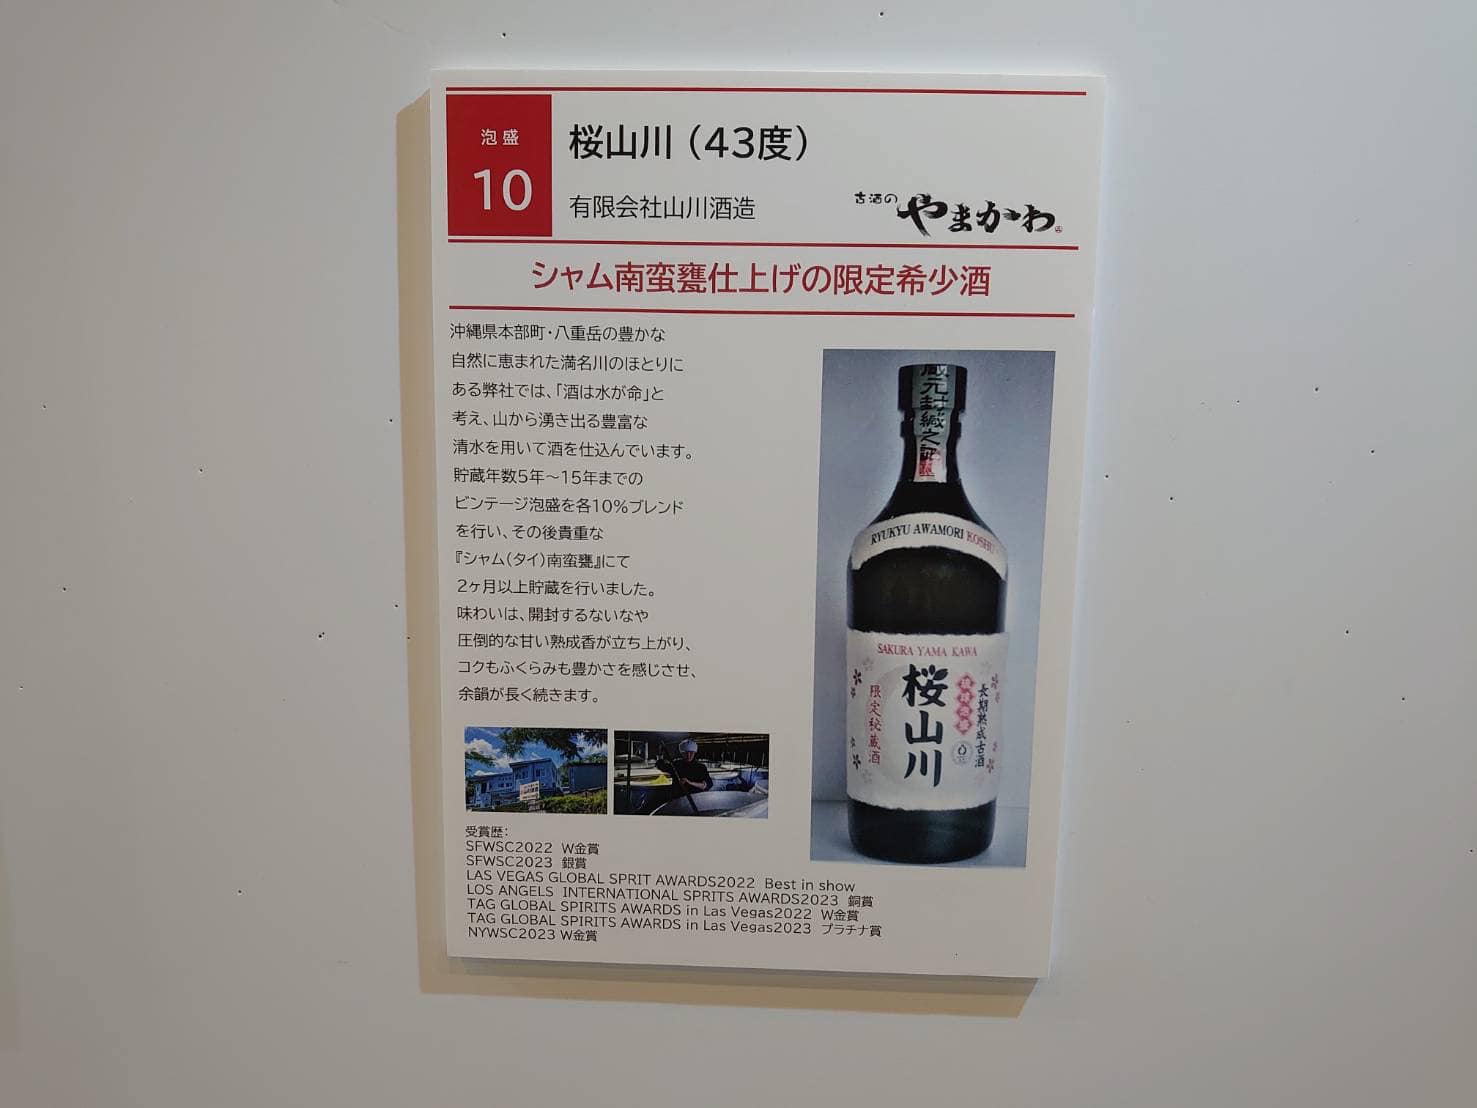 泡盛
10
桜山川（43度）
有限会社山川酒造
古酒の
やまかわ
シャム南蛮甕仕上げの限定希少酒
沖縄県本部町・八重岳の豊かな
自然に恵まれた満名川のほとりに
ある弊社では、「酒は水が命」と
考え、山から湧き出る豊富な
清水を用いて酒を仕込んでいます。
貯蔵年数5年〜15年までの
ビンテージ泡盛を各10%ブレンド
を行い、その後貴重な
『シャム（タイ）南蛮甕』にて
2ヶ月以上貯蔵を行いました。
味わいは、開封するないなや
圧倒的な甘い熟成香が立ち上がり、
コクもふくらみも豊かさを感じさせ、
余韻が長く続きます。
蔵元封緘之証
RYUKYU AWAMORI KOSHU
SAKURA YAMA KAWA
長期熟成古酒
琉球泡盛
桜山川
限定秘蔵酒
受賞歴：
SFWSC2022 W金賞
SFWSC2023 銀賞
LAS VEGAS GLOBAL SPRIT AWARDS2022 Best in show
LOS ANGELS INTERNATIONAL SPRITS AWARDS2023 銅賞
TAG GLOBAL SPIRITS AWARDS in Las Vegas2022 W金賞
TAG GLOBAL SPIRITS AWARDS in Las Vegas2023 プラチナ賞
NYWSC2023 W金賞